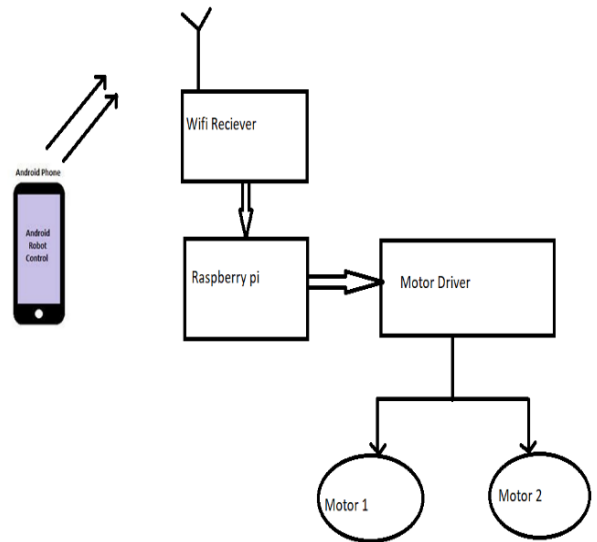 Wifi Reciever
Android Phone
Android
Robot
Control
Raspberry pi
Motor Driver
Motor 1
Motor 2